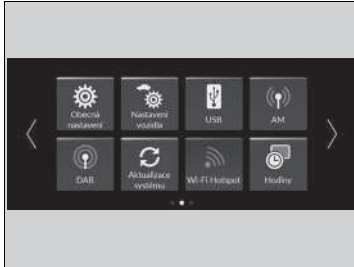 Obecná
nastavení
Nastavení
vozidla
USB
AM
DAB
Aktualizace
systému
Wi-Fi Hotspot
Hodiny